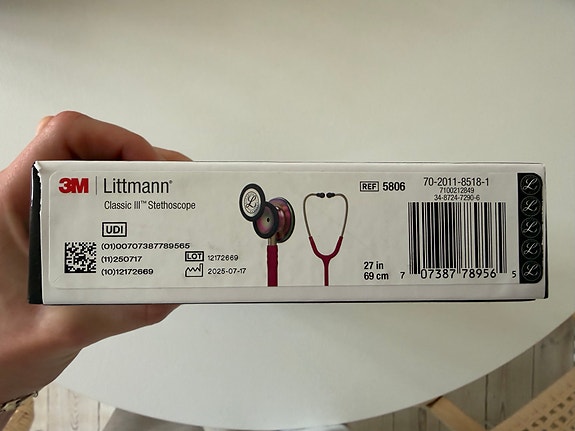 3M | Littmann®
Classic III™ Stethoscope
UDI
(01)00707387789565
(11)250717
(10)12172669
LOT 12172669
2025-07-17
REF 5806
27 in
69 cm
70-2011-8518-1
7100212849
34-8724-7290-6
7 07387 78956 5